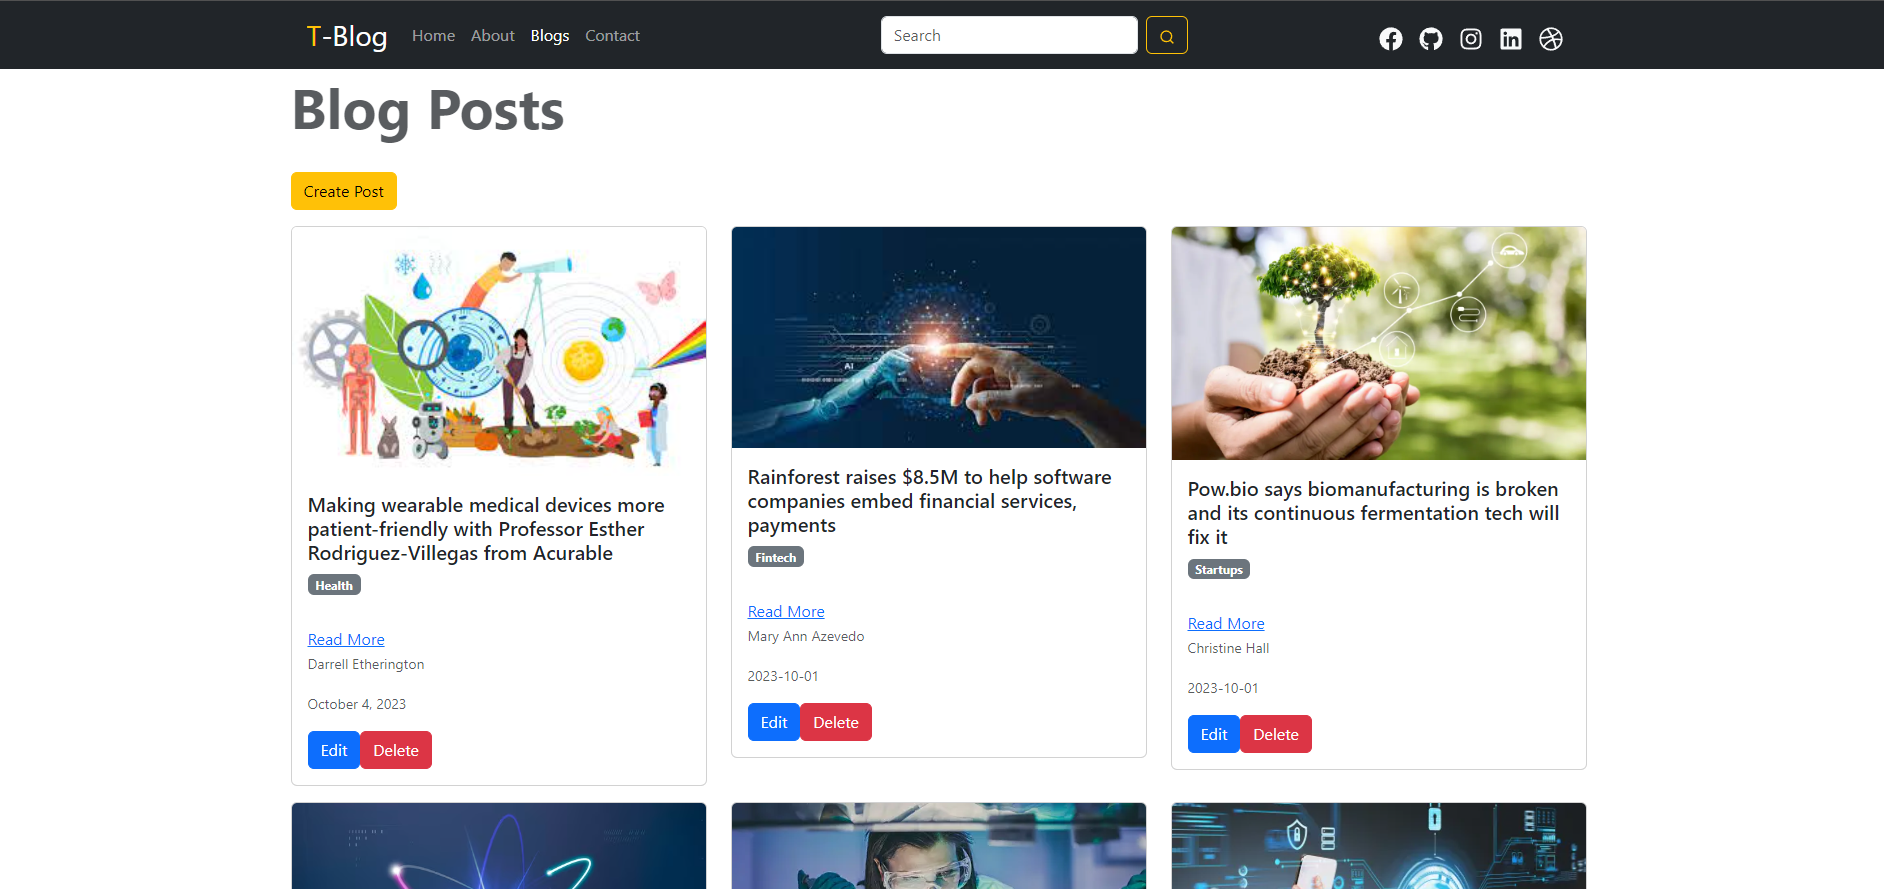 T-Blog Home About Blogs Contact Search
Blog Posts
Create Post
Making wearable medical devices more
patient-friendly with Professor Esther
Rodriguez-Villegas from Acurable
Health
Read More
Darrell Etherington
October 4, 2023
Edit Delete
AI
Rainforest raises $8.5M to help software
companies embed financial services,
payments
Fintech
Read More
Mary Ann Azevedo
2023-10-01
Edit Delete
Pow.bio says biomanufacturing is broken
and its continuous fermentation tech will
fix it
Startups
Read More
Christine Hall
2023-10-01
Edit Delete